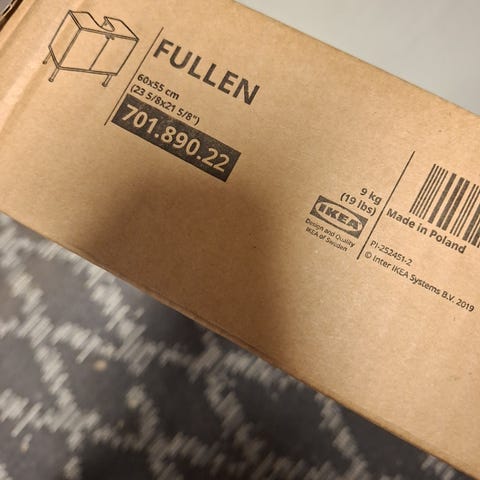 FULLEN
60x55 cm
(23 5/8x21 5/8")
701.890.22
9 kg
(19 lbs)
IKEA
Design and Quality
IKEA of Sweden
Made in Poland
PI-252451-2
© Inter IKEA Systems B.V. 2019